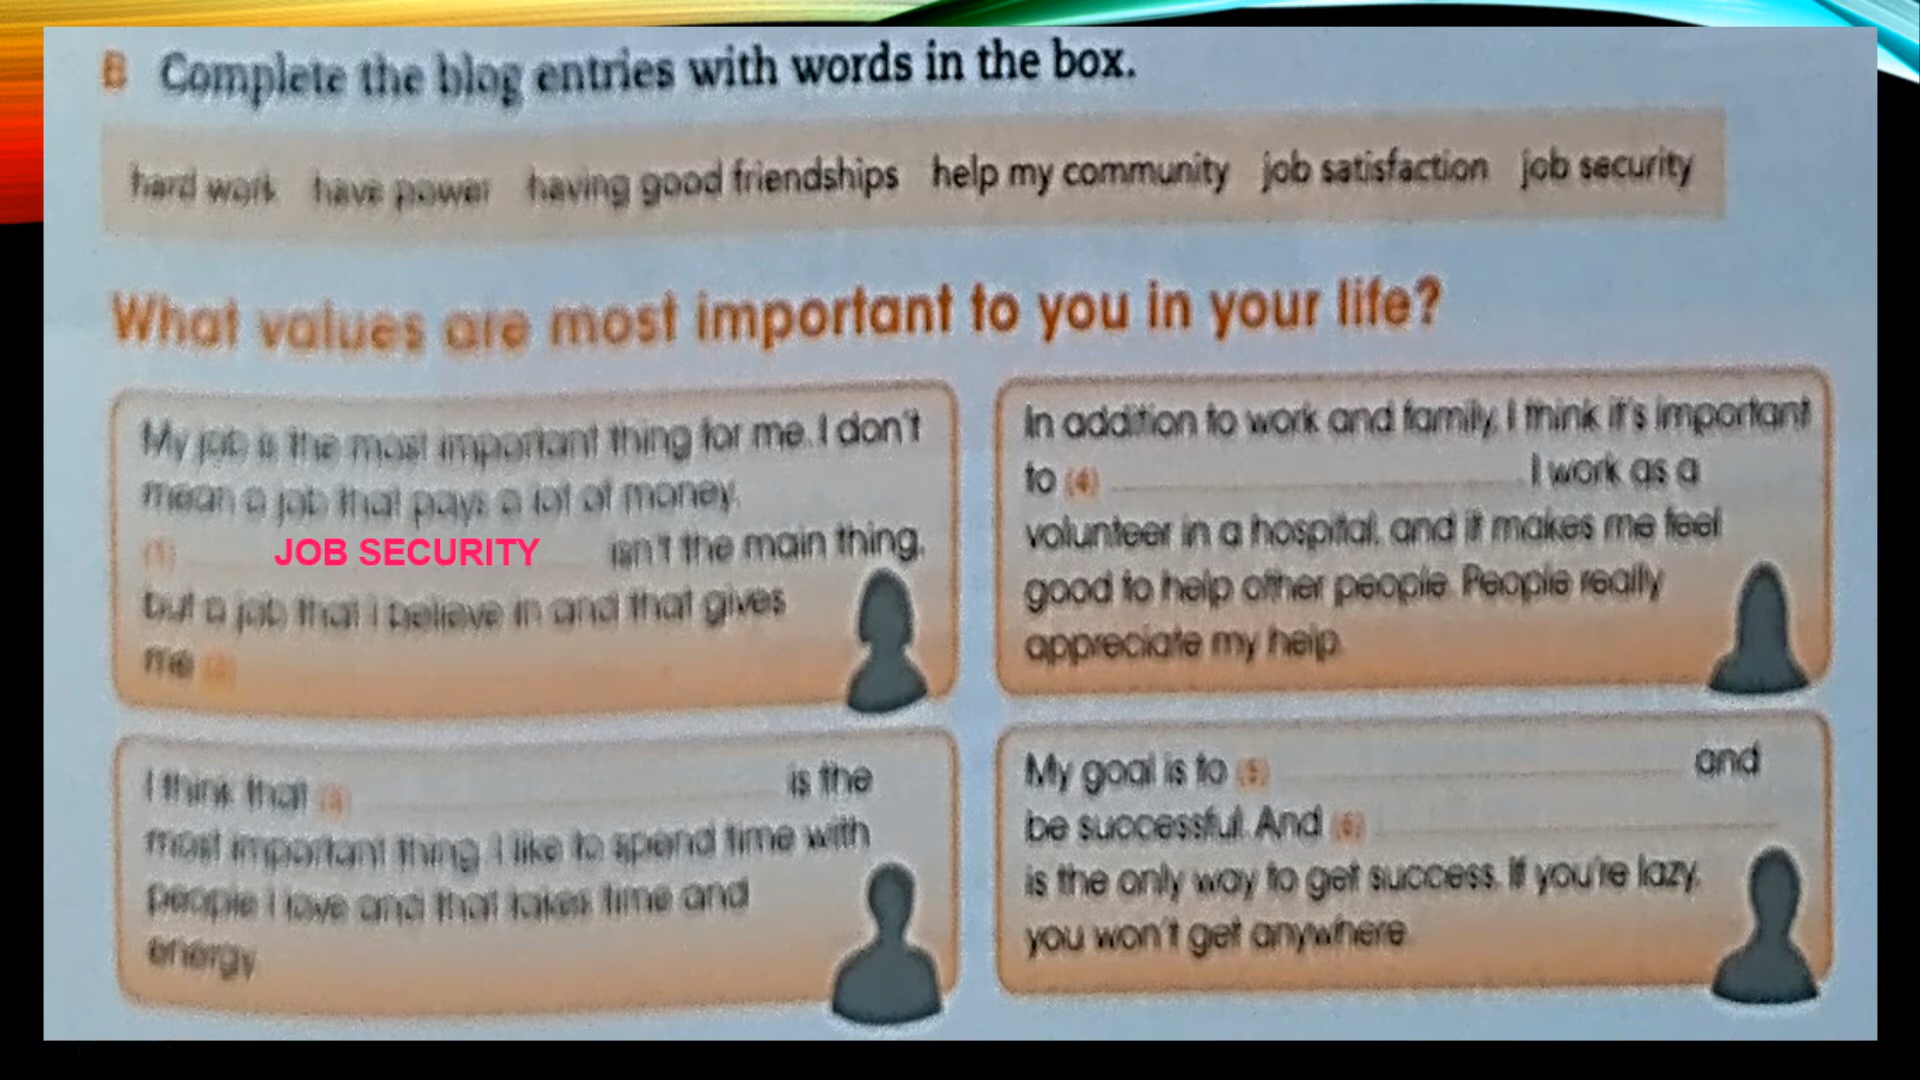 B Complete the blog entries with words in the box.
hard work have power having good friendships help my community job satisfaction job security
What values are most important to you in your life?
My job is the most important thing for me. I don't
mean a job that pays a lot of money.
(1) JOB SECURITY isn't the main thing,
but a job that I believe in and that gives
me (2)
I think that (3) is the
most important thing. I like to spend time with
people I love and that takes time and
energy.
In addition to work and family, I think it's important
to (4) . I work as a
volunteer in a hospital, and it makes me feel
good to help other people. People really
appreciate my help.
My goal is to (5) and
be successful. And (6)
is the only way to get success. If you're lazy,
you won't get anywhere.